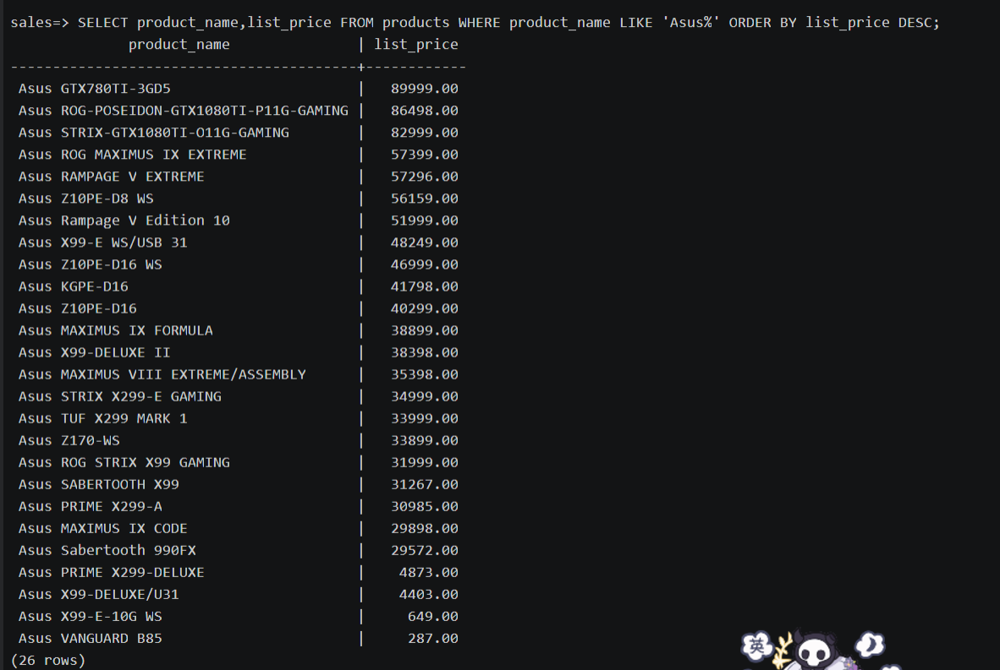 sales=> SELECT product_name,list_price FROM products WHERE product_name LIKE 'Asus%' ORDER BY list_price DESC;
              product_name               | list_price
-----------------------------------------+------------
 Asus GTX780TI-3GD5                      |   89999.00
 Asus ROG-POSEIDON-GTX1080TI-P11G-GAMING |   86498.00
 Asus STRIX-GTX1080TI-O11G-GAMING        |   82999.00
 Asus ROG MAXIMUS IX EXTREME             |   57399.00
 Asus RAMPAGE V EXTREME                  |   57296.00
 Asus Z10PE-D8 WS                        |   56159.00
 Asus Rampage V Edition 10               |   51999.00
 Asus X99-E WS/USB 31                    |   48249.00
 Asus Z10PE-D16 WS                       |   46999.00
 Asus KGPE-D16                           |   41798.00
 Asus Z10PE-D16                          |   40299.00
 Asus MAXIMUS IX FORMULA                 |   38899.00
 Asus X99-DELUXE II                      |   38398.00
 Asus MAXIMUS VIII EXTREME/ASSEMBLY      |   35398.00
 Asus STRIX X299-E GAMING                |   34999.00
 Asus TUF X299 MARK 1                    |   33999.00
 Asus Z170-WS                            |   33899.00
 Asus ROG STRIX X99 GAMING               |   31999.00
 Asus SABERTOOTH X99                     |   31267.00
 Asus PRIME X299-A                       |   30985.00
 Asus MAXIMUS IX CODE                    |   29898.00
 Asus Sabertooth 990FX                   |   29572.00
 Asus PRIME X299-DELUXE                  |    4873.00
 Asus X99-DELUXE/U31                     |    4403.00
 Asus X99-E-10G WS                       |     649.00
 Asus VANGUARD B85                       |     287.00
英
(26 rows)